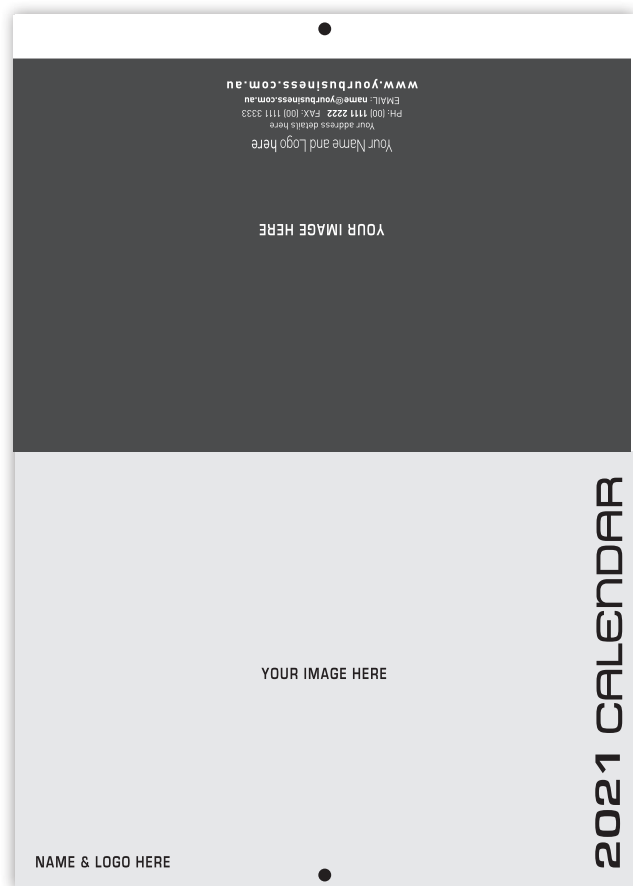 www.yourbusiness.com.au
EMAIL: name@yourbusiness.com.au
PH: (00) 1111 2222 FAX: (00) 1111 3333
Your address details here
Your Name and Logo here
YOUR IMAGE HERE
YOUR IMAGE HERE
2021 CALENDAR
NAME & LOGO HERE